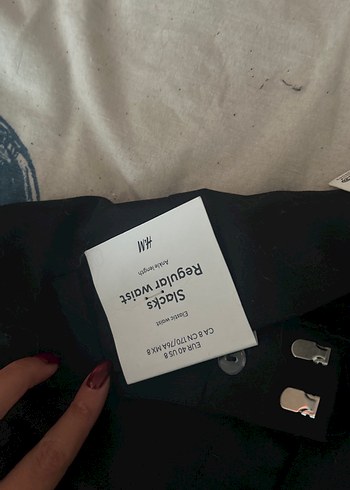 H&M
Ankle length
Slacks
Regular waist
Elastic waist
EUR 40 US 8
CA 8 CN 170/76A MX 8